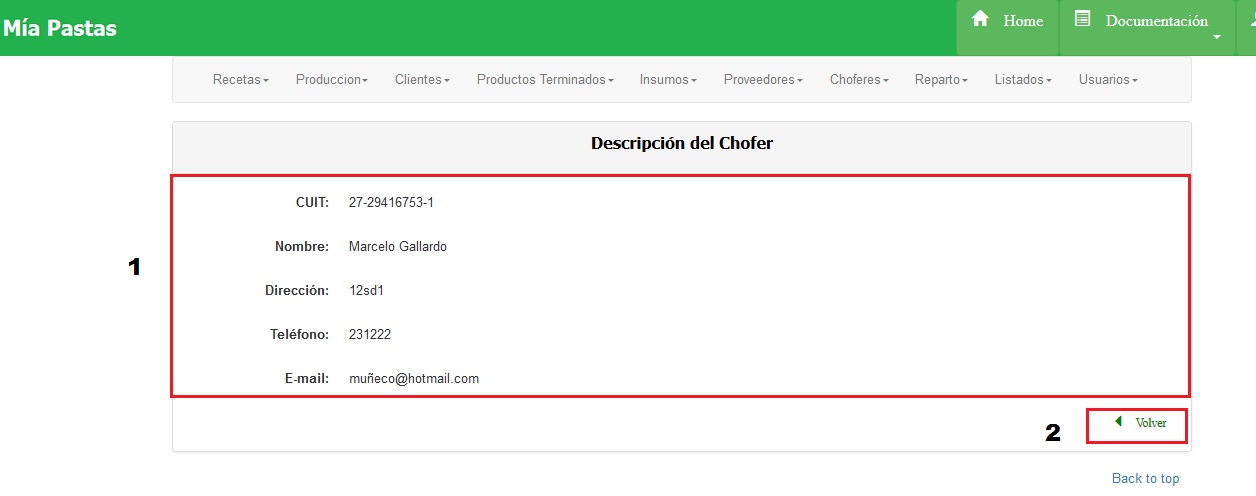 Mía Pastas Home Documentación
Recetas Produccion Clientes Productos Terminados Insumos Proveedores Choferes Reparto Listados Usuarios
Descripción del Chofer
CUIT: 27-29416753-1
1
Nombre: Marcelo Gallardo
Dirección: 12sd1
Teléfono: 231222
E-mail: muñeco@hotmail.com
2 Volver
Back to top